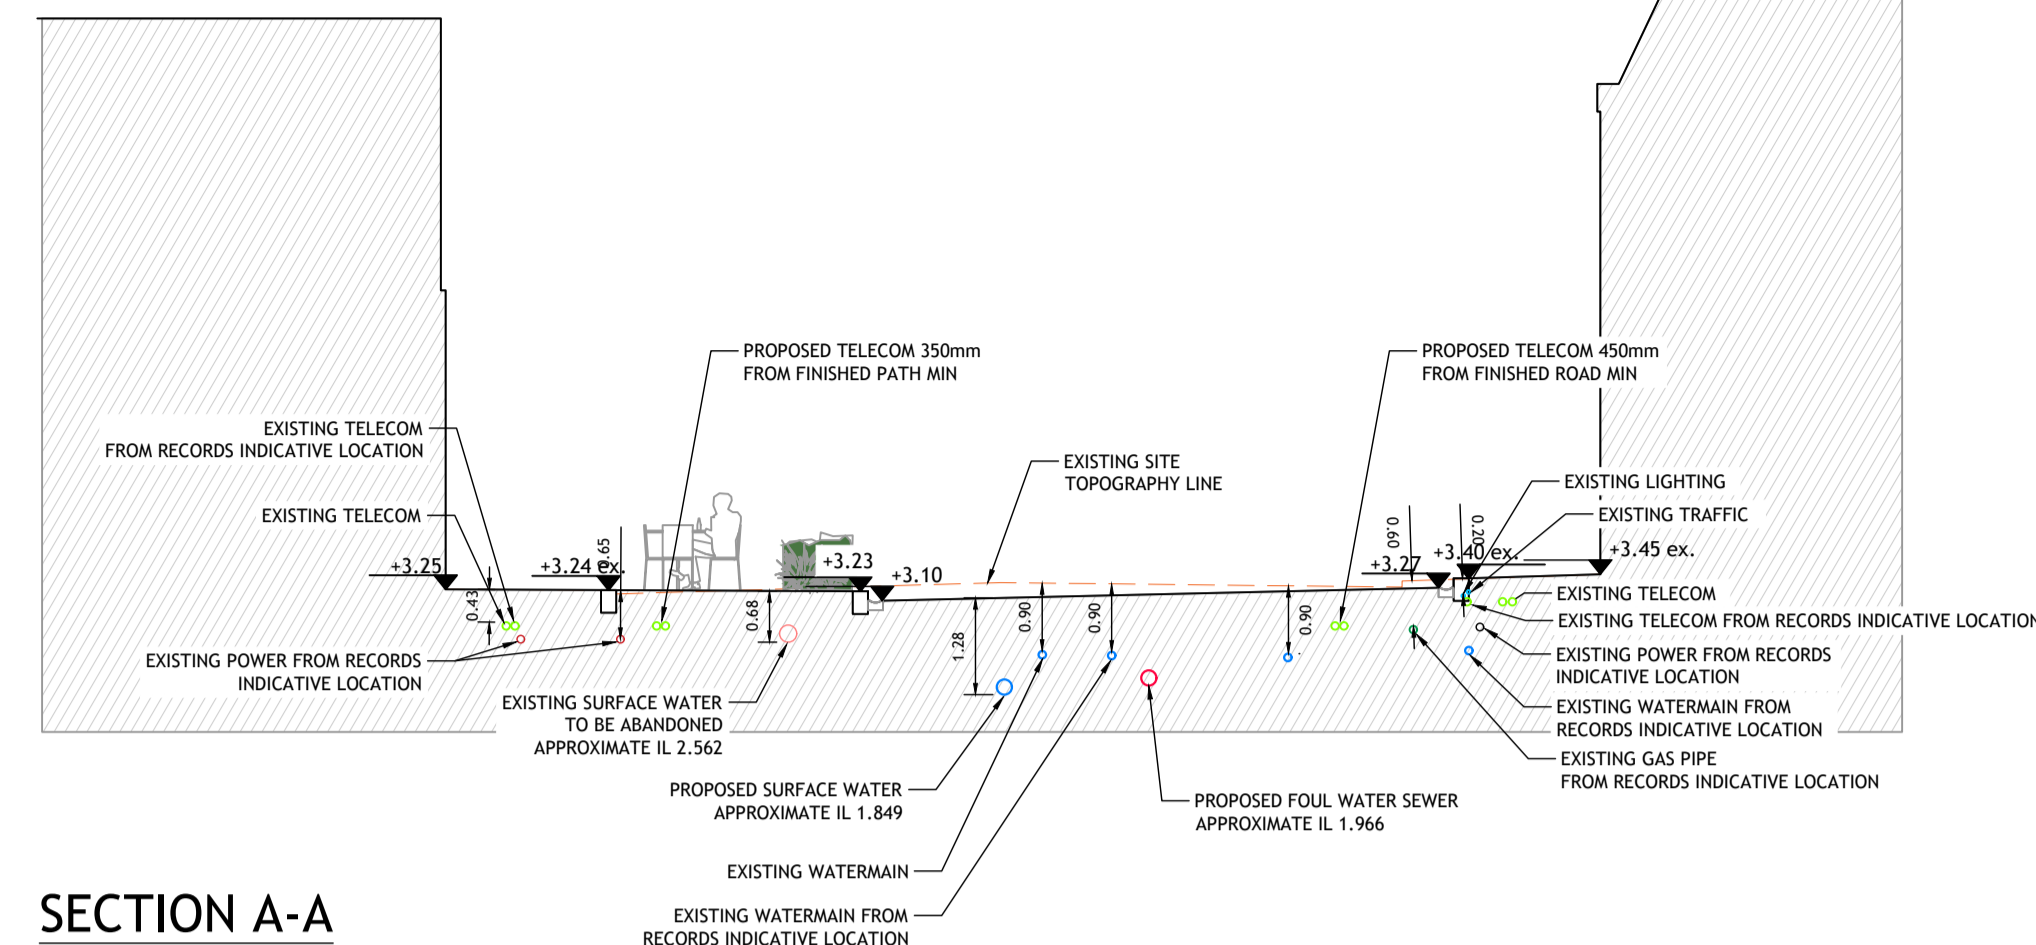 PROPOSED TELECOM 350mm
FROM FINISHED PATH MIN
PROPOSED TELECOM 450mm
FROM FINISHED ROAD MIN
EXISTING TELECOM
FROM RECORDS INDICATIVE LOCATION
EXISTING SITE
TOPOGRAPHY LINE
EXISTING LIGHTING
EXISTING TELECOM
EXISTING TRAFFIC
+3.25
+3.24 ex.
0.65
+3.23
+3.10
0.60
0.20
+3.27
+3.40 ex.
+3.45 ex.
0.43
0.68
1.28
0.90
0.90
0.90
EXISTING TELECOM
EXISTING TELECOM FROM RECORDS INDICATIVE LOCATION
EXISTING POWER FROM RECORDS
INDICATIVE LOCATION
EXISTING POWER FROM RECORDS
INDICATIVE LOCATION
EXISTING SURFACE WATER
TO BE ABANDONED
APPROXIMATE IL 2.562
EXISTING WATERMAIN FROM
RECORDS INDICATIVE LOCATION
EXISTING GAS PIPE
FROM RECORDS INDICATIVE LOCATION
PROPOSED SURFACE WATER
APPROXIMATE IL 1.849
PROPOSED FOUL WATER SEWER
APPROXIMATE IL 1.966
EXISTING WATERMAIN
EXISTING WATERMAIN FROM
RECORDS INDICATIVE LOCATION
SECTION A-A